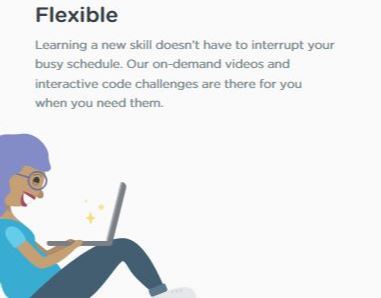 Flexible
Learning a new skill doesn't have to interrupt your
busy schedule. Our on-demand videos and
interactive code challenges are there for you
when you need them.